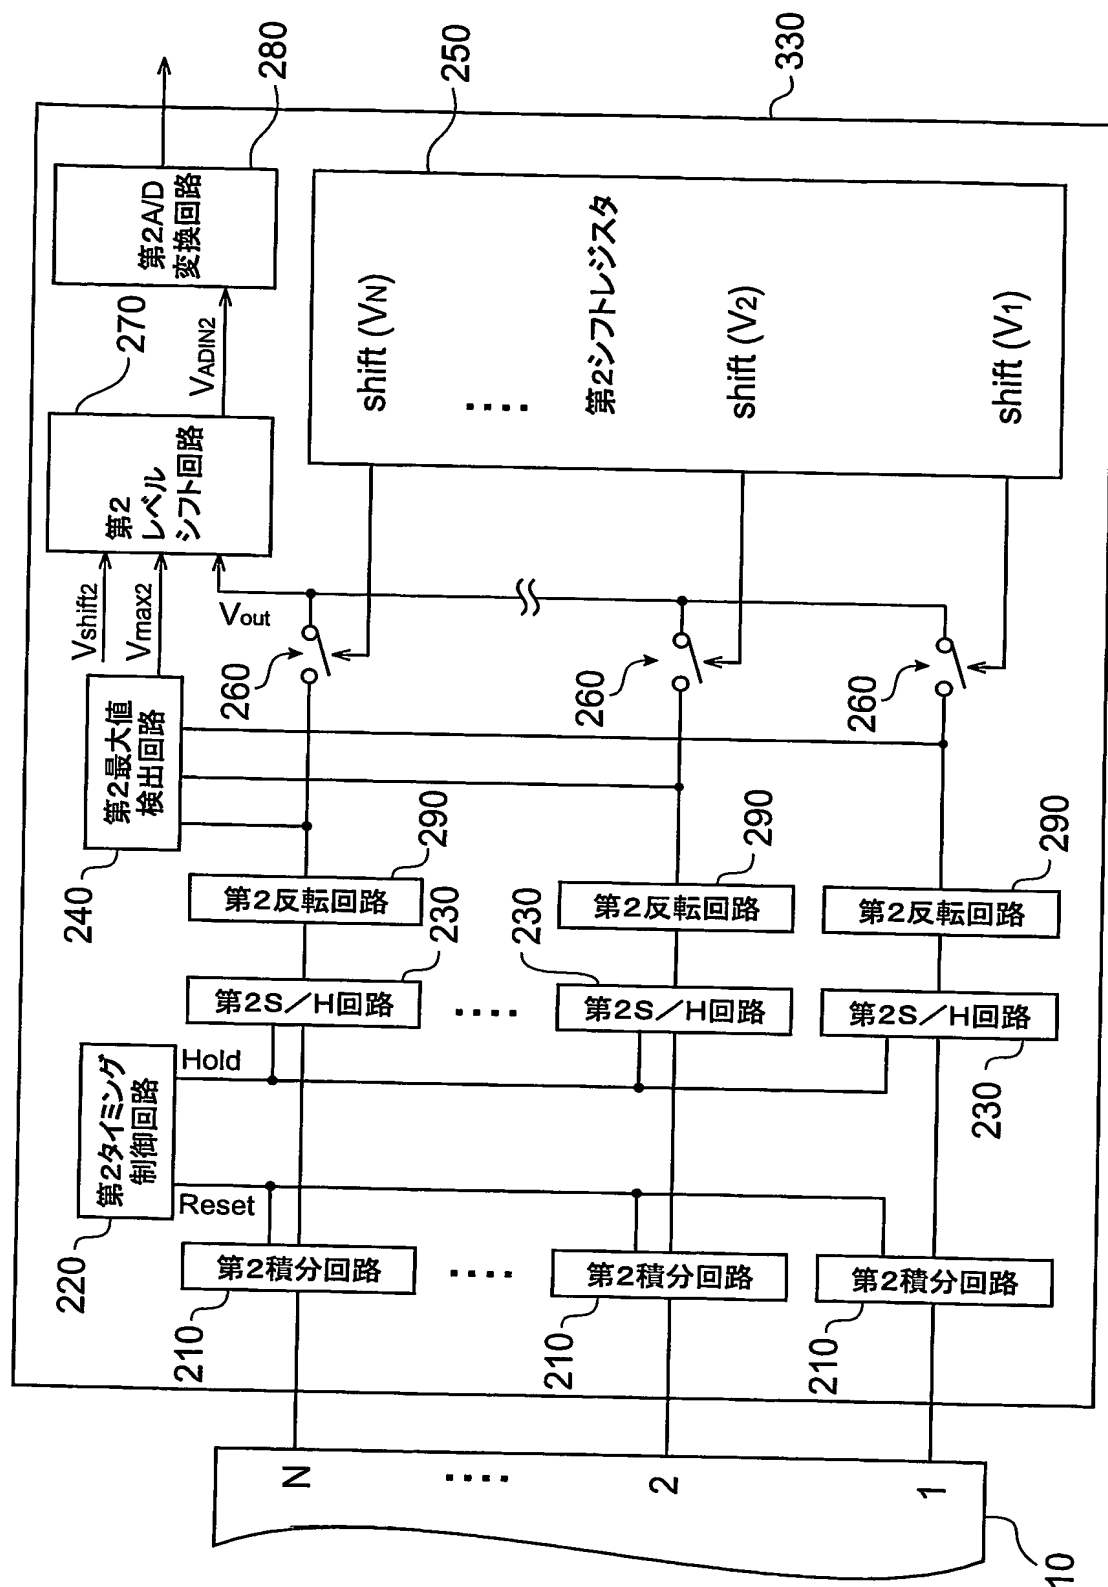 330
280
第2A/D
変換回路
VADIN2
270
第2
レベル
シフト回路
Vshift2
Vmax2
Vout
250
第2シフトレジスタ
shift (VN)
‥‥
shift (V2)
shift (V1)
260
260
260
第2最大値
検出回路
240
第2反転回路
290
第2反転回路
290
第2反転回路
290
第2S/H回路
230
‥‥
第2S/H回路
230
第2S/H回路
230
第2タイミング
制御回路
220
Hold
Reset
第2積分回路
210
‥‥
第2積分回路
210
第2積分回路
210
N
‥‥
2
1
10